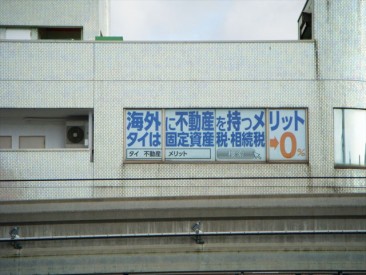 海外に不動産を持つメリット
タイは固定資産税・相続税➡0%
タイ 不動産 メリット